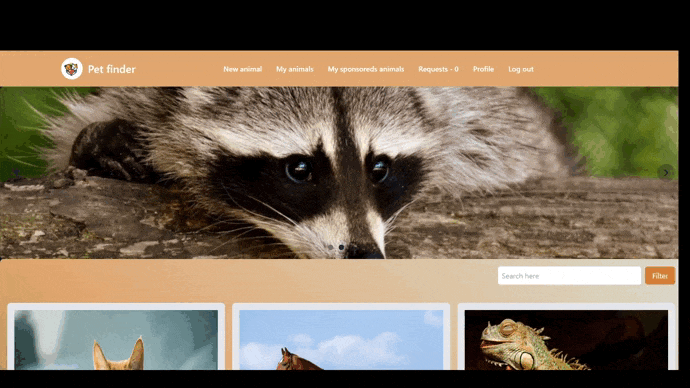 Pet finder
New animal My animals My sponsoreds animals Requests - 0 Profile Log out
Search here
Filter